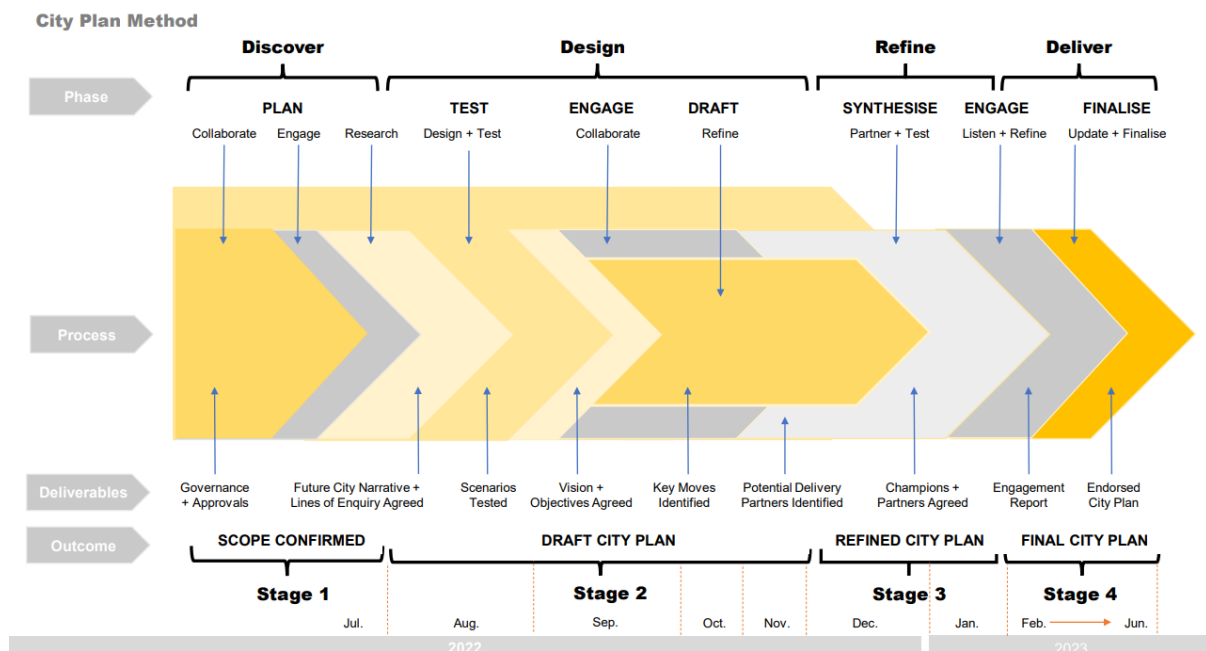 City Plan Method
Discover Design Refine Deliver
Phase
PLAN TEST ENGAGE DRAFT SYNTHESISE ENGAGE FINALISE
Collaborate Engage Research Design + Test Collaborate Refine Partner + Test Listen + Refine Update + Finalise
Process
Deliverables
Governance
+ Approvals
Future City Narrative +
Lines of Enquiry Agreed
Scenarios
Tested
Vision +
Objectives Agreed
Key Moves
Identified
Potential Delivery
Partners Identified
Champions +
Partners Agreed
Engagement
Report
Endorsed
City Plan
Outcome
SCOPE CONFIRMED DRAFT CITY PLAN REFINED CITY PLAN FINAL CITY PLAN
Stage 1 Stage 2 Stage 3 Stage 4
Jul. Aug. Sep. Oct. Nov. Dec. Jan. Feb. Jun.
2022 2023